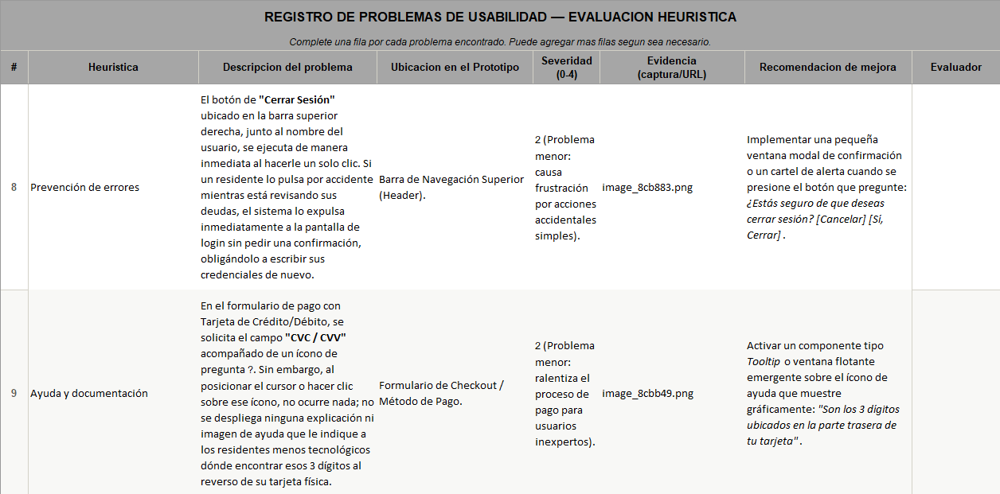 REGISTRO DE PROBLEMAS DE USABILIDAD — EVALUACION HEURISTICA
Complete una fila por cada problema encontrado. Puede agregar mas filas segun sea necesario.
#
Heuristica
Descripcion del problema
Ubicacion en el Prototipo
Severidad
(0-4)
Evidencia
(captura/URL)
Recomendacion de mejora
Evaluador
8
Prevención de errores
El botón de "Cerrar Sesión"
ubicado en la barra superior
derecha, junto al nombre del
usuario, se ejecuta de manera
inmediata al hacerle un solo clic. Si
un residente lo pulsa por accidente
mientras está revisando sus
deudas, el sistema lo expulsa
inmediatamente a la pantalla de
login sin pedir una confirmación,
obligándolo a escribir sus
credenciales de nuevo.
Barra de Navegación Superior
(Header).
2 (Problema
menor:
causa
frustración
por acciones
accidentales
simples).
image_8cb883.png
Implementar una pequeña
ventana modal de confirmación
o un cartel de alerta cuando se
presione el botón que pregunte:
¿Estás seguro de que deseas
cerrar sesión? [Cancelar] [Sí,
Cerrar] .
9
Ayuda y documentación
En el formulario de pago con
Tarjeta de Crédito/Débito, se
solicita el campo "CVC / CVV"
acompañado de un ícono de
pregunta ?. Sin embargo, al
posicionar el cursor o hacer clic
sobre ese ícono, no ocurre nada; no
se despliega ninguna explicación ni
imagen de ayuda que le indique a
los residentes menos tecnológicos
dónde encontrar esos 3 dígitos al
reverso de su tarjeta física.
Formulario de Checkout /
Método de Pago.
2 (Problema
menor:
ralentiza el
proceso de
pago para
usuarios
inexpertos).
image_8cbb49.png
Activar un componente tipo
Tooltip o ventana flotante
emergente sobre el ícono de
ayuda que muestre
gráficamente: "Son los 3 dígitos
ubicados en la parte trasera de
tu tarjeta" .